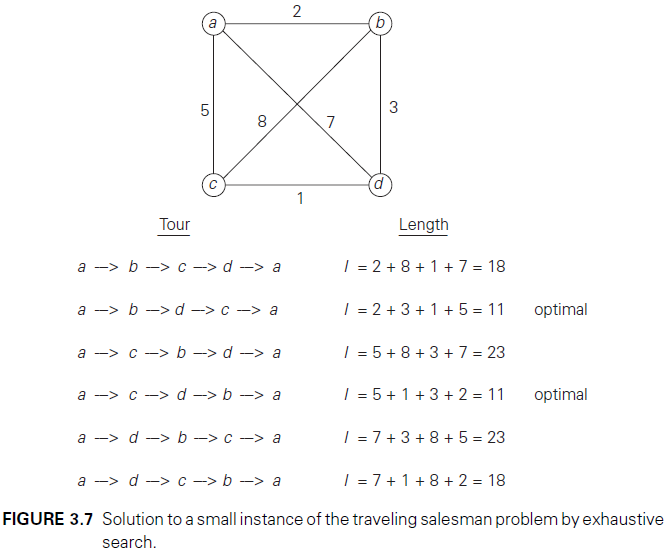 2
a
b
5
8
7
3
c
d
1
Tour Length
a —> b —> c —> d —> a l = 2 + 8 + 1 + 7 = 18
a —> b —> d —> c —> a l = 2 + 3 + 1 + 5 = 11 optimal
a —> c —> b —> d —> a l = 5 + 8 + 3 + 7 = 23
a —> c —> d —> b —> a l = 5 + 1 + 3 + 2 = 11 optimal
a —> d —> b —> c —> a l = 7 + 3 + 8 + 5 = 23
a —> d —> c —> b —> a l = 7 + 1 + 8 + 2 = 18
FIGURE 3.7 Solution to a small instance of the traveling salesman problem by exhaustive
search.